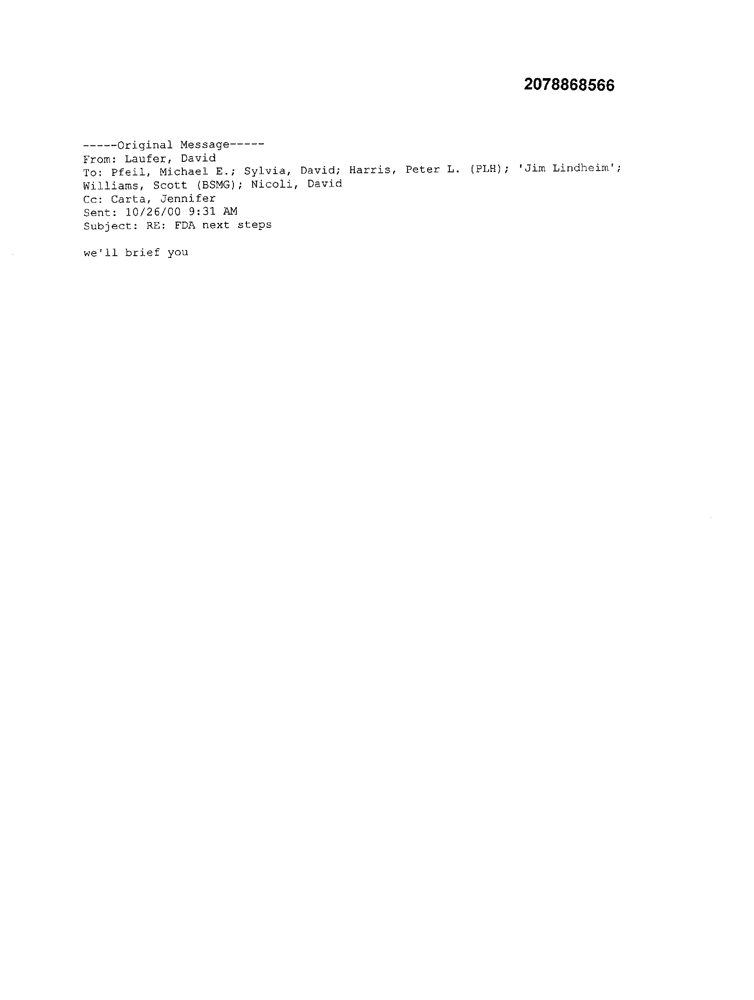 2078868566
-----Original Message-----
From: Laufer, David
To: Pfeil, Michael E.; Sylvia, David; Harris, Peter L. (PLH); 'Jim Lindheim';
Williams, Scott (BSMG); Nicoli, David
Cc: Carta, Jennifer
Sent: 10/26/00 9:31 AM
Subject: RE: FDA next steps
we'll brief you